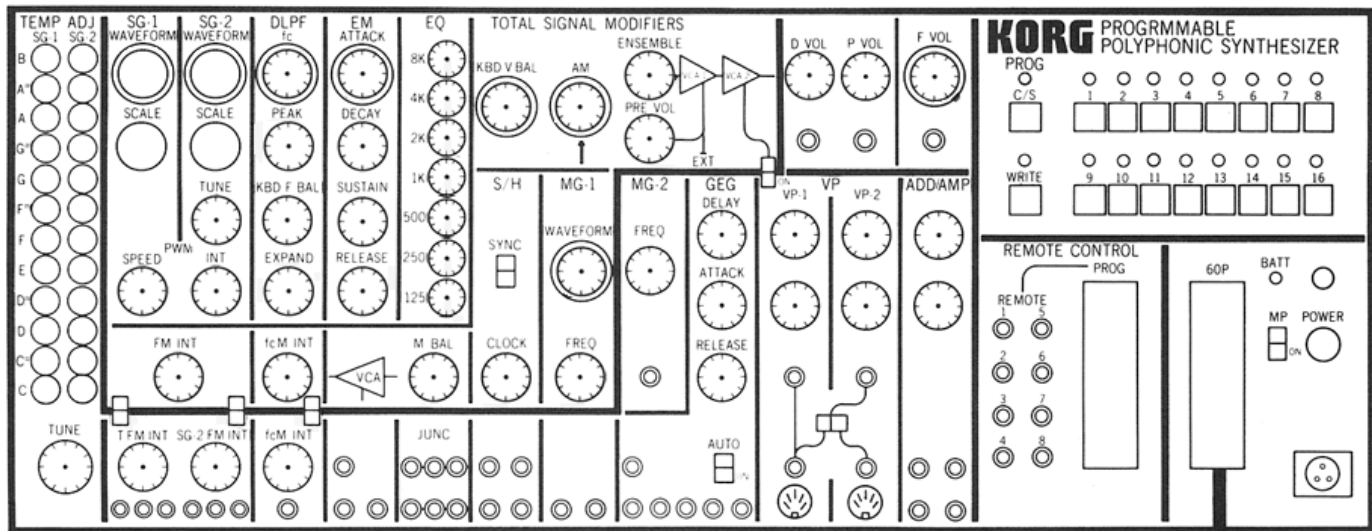 TEMP ADJ
SG-1 SG-2
B
A#
A
G#
G
F#
F
E
D#
D
C#
C
TUNE
SG-1
WAVEFORM
SCALE
SPEED
SG-2
WAVEFORM
SCALE
TUNE
PWM
INT
DLPF
fc
PEAK
KBD F BAL
EXPAND
EM
ATTACK
DECAY
SUSTAIN
RELEASE
EQ
8K
4K
2K
1K
500
250
125
FM INT
fcM INT
VCA
M BAL
T FM INT
SG-2 FM INT
fcM INT
JUNC
TOTAL SIGNAL MODIFIERS
KBD V BAL
AM
ENSEMBLE
PRE VOL
VCA 1
VCA 2
EXT
ON
S/H
SYNC
CLOCK
MG-1
WAVEFORM
FREQ
MG-2
FREQ
GEG
DELAY
ATTACK
RELEASE
AUTO
D VOL
P VOL
F VOL
VP
VP-1
VP-2
ADD/AMP
KORG PROGRMMABLE
POLYPHONIC SYNTHESIZER
PROG
C/S
1 2 3 4 5 6 7 8
WRITE
9 10 11 12 13 14 15 16
REMOTE CONTROL
PROG
REMOTE
1 5
2 6
3 7
4 8
60P
BATT
MP
ON
POWER